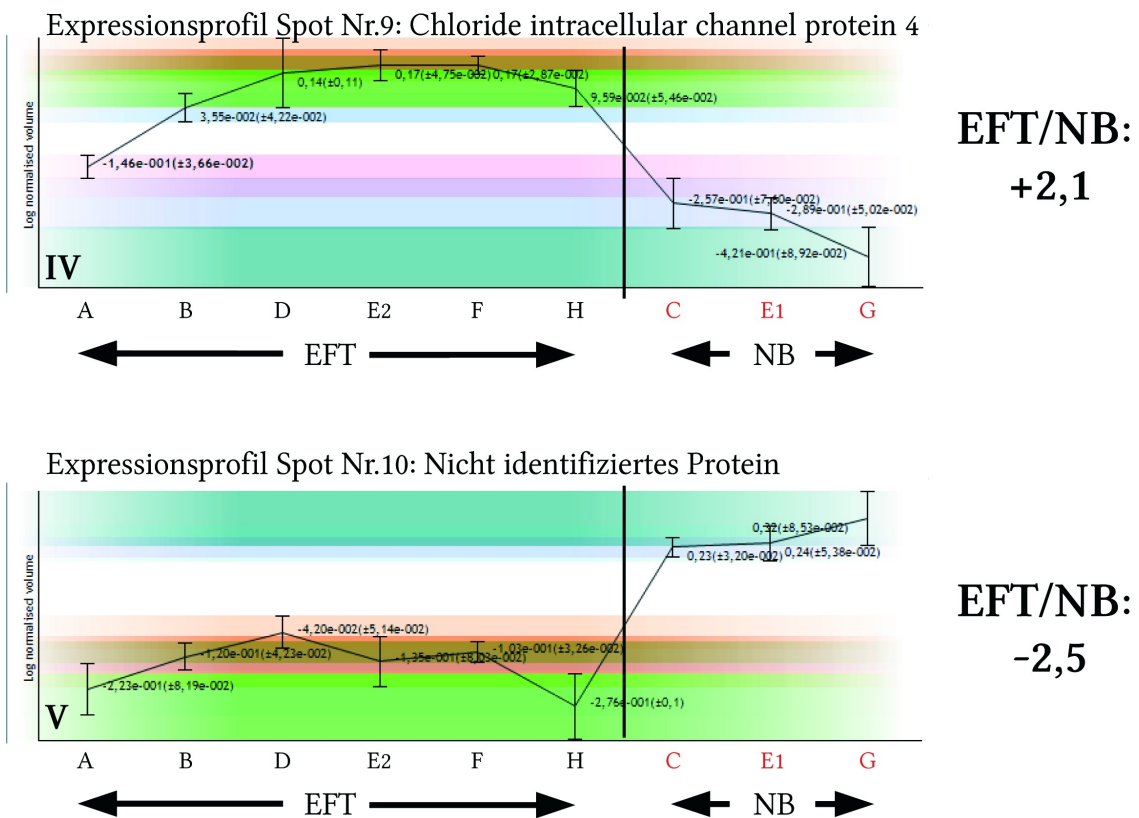 Expressionsprofil Spot Nr.9: Chloride intracellular channel protein 4
Log normalised volume
-1,46e-001(±3,66e-002)
3,55e-002(±4,22e-002)
0,14(±0,11)
0,17(±4,75e-002)
0,17(±2,87e-002)
9,59e-002(±5,46e-002)
-2,57e-001(±7,60e-002)
-2,89e-001(±5,02e-002)
-4,21e-001(±8,92e-002)
IV
A B D E2 F H C E1 G
EFT NB
EFT/NB:
+2,1
Expressionsprofil Spot Nr.10: Nicht identifiziertes Protein
Log normalised volume
-2,23e-001(±8,19e-002)
-1,20e-001(±4,23e-002)
-4,20e-002(±5,14e-002)
-1,35e-001(±8,03e-002)
-1,03e-001(±3,26e-002)
-2,76e-001(±0,1)
0,23(±3,20e-002)
0,24(±5,38e-002)
0,32(±8,53e-002)
V
A B D E2 F H C E1 G
EFT NB
EFT/NB:
-2,5